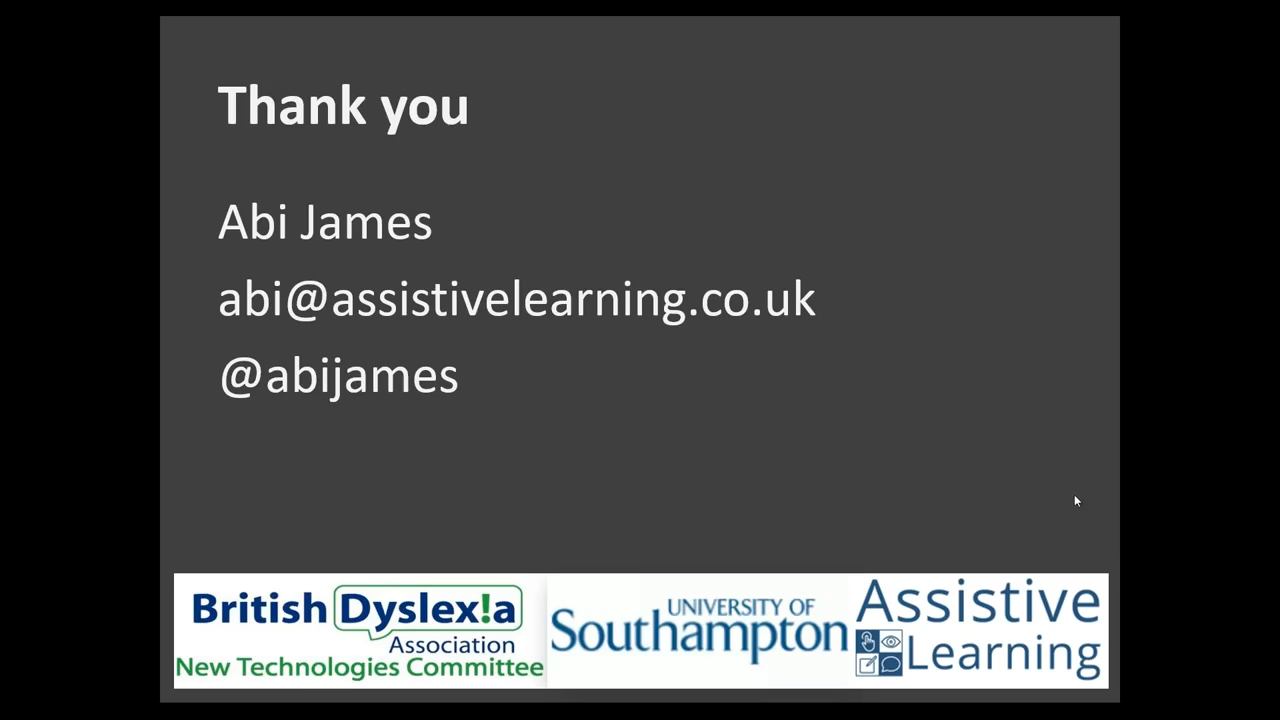 Thank you
Abi James
abi@assistivelearning.co.uk
@abijames
British Dyslex!a
Association
New Technologies Committee
UNIVERSITY OF
Southampton
Assistive
Learning